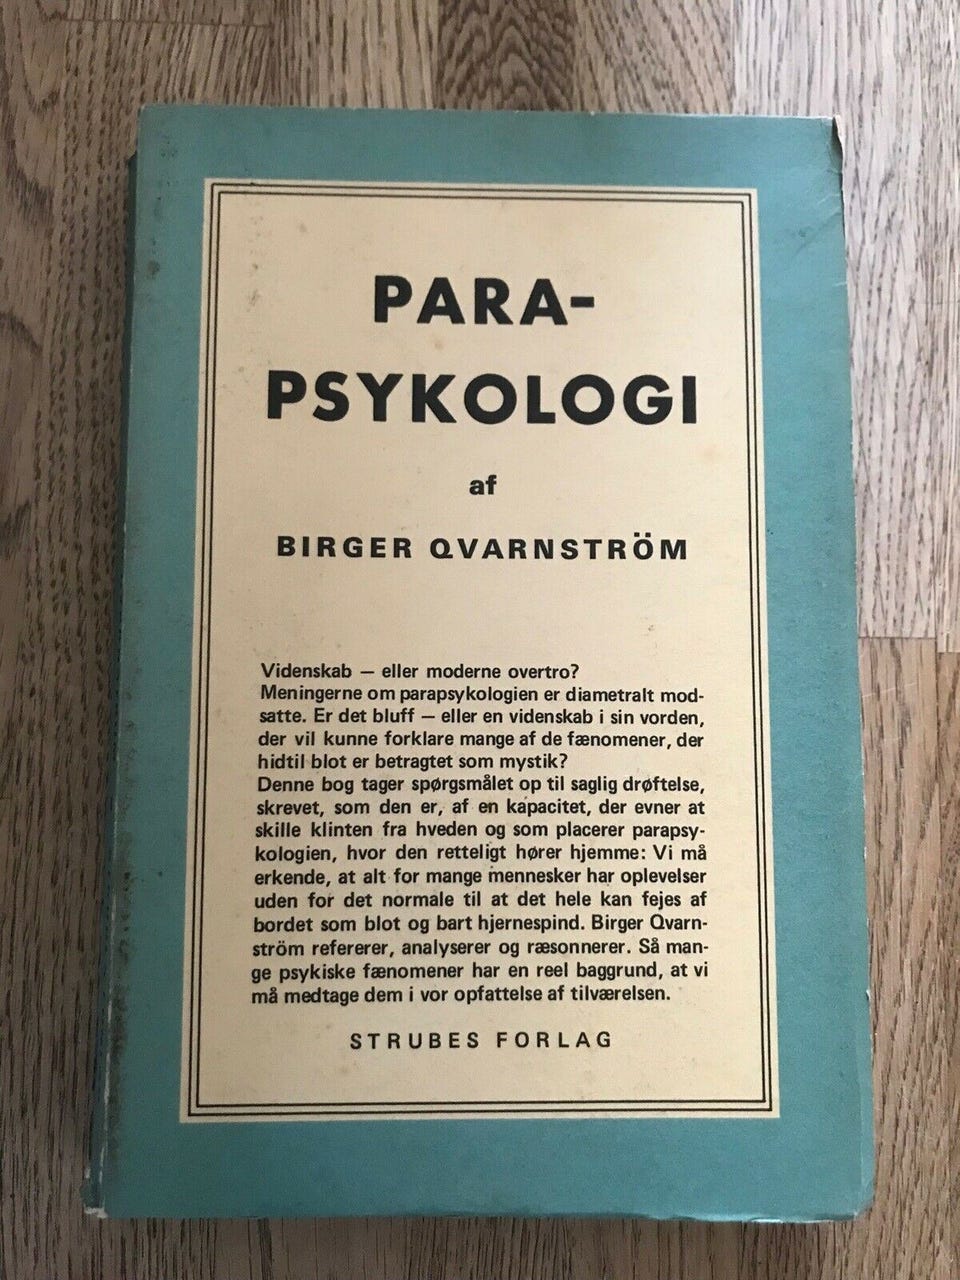 PARA-
PSYKOLOGI
af
BIRGER QVARNSTRÖM
Videnskab — eller moderne overtro?
Meningerne om parapsykologien er diametralt mod-
satte. Er det bluff — eller en videnskab i sin vorden,
der vil kunne forklare mange af de fænomener, der
hidtil blot er betragtet som mystik?
Denne bog tager spørgsmålet op til saglig drøftelse,
skrevet, som den er, af en kapacitet, der evner at
skille klinten fra hveden og som placerer parapsy-
kologien, hvor den retteligt hører hjemme: Vi må
erkende, at alt for mange mennesker har oplevelser
uden for det normale til at det hele kan fejes af
bordet som blot og bart hjernespind. Birger Qvarn-
ström refererer, analyserer og ræsonnerer. Så man-
ge psykiske fænomener har en reel baggrund, at vi
må medtage dem i vor opfattelse af tilværelsen.
STRUBES FORLAG